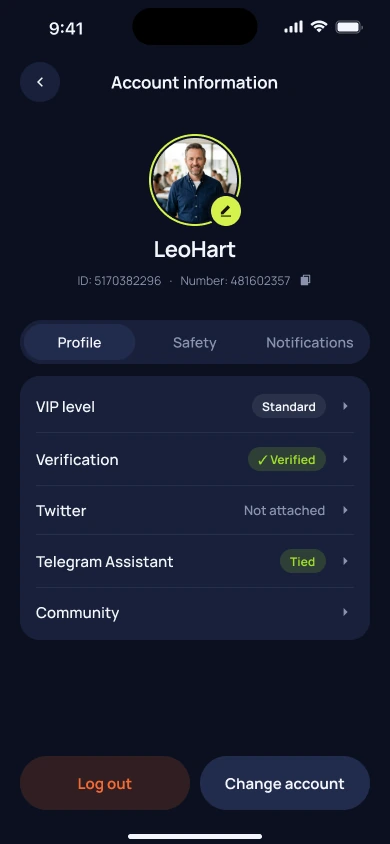 9:41
Account information
LeoHart
ID: 5170382296 · Number: 481602357
Profile Safety Notifications
VIP level Standard
Verification ✓ Verified
Twitter Not attached
Telegram Assistant Tied
Community
Log out Change account